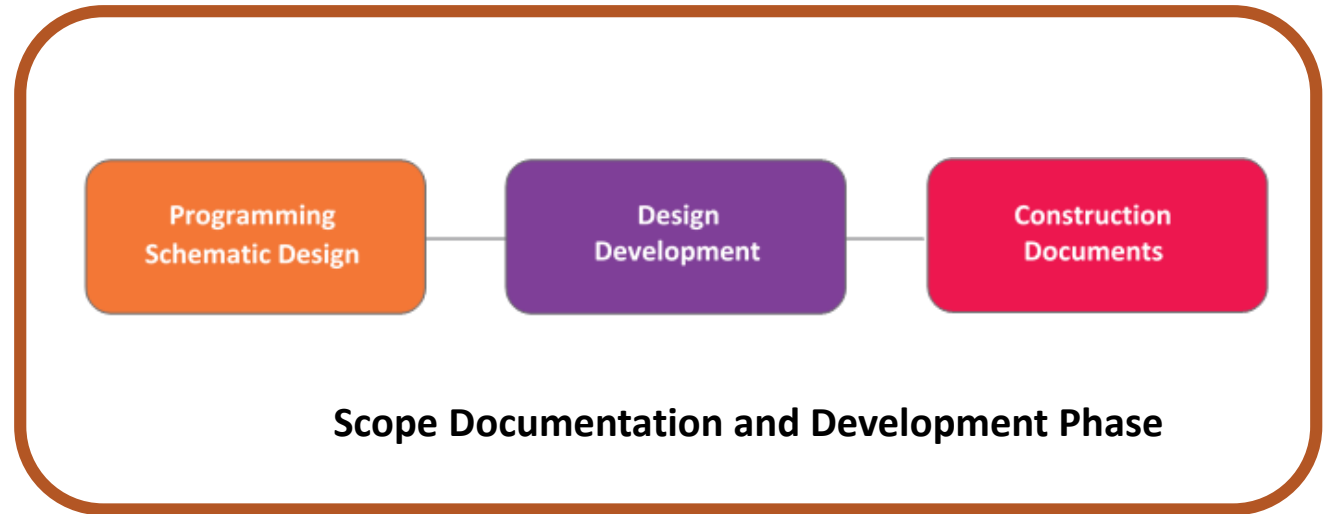 Programming
Schematic Design
Design
Development
Construction
Documents
Scope Documentation and Development Phase